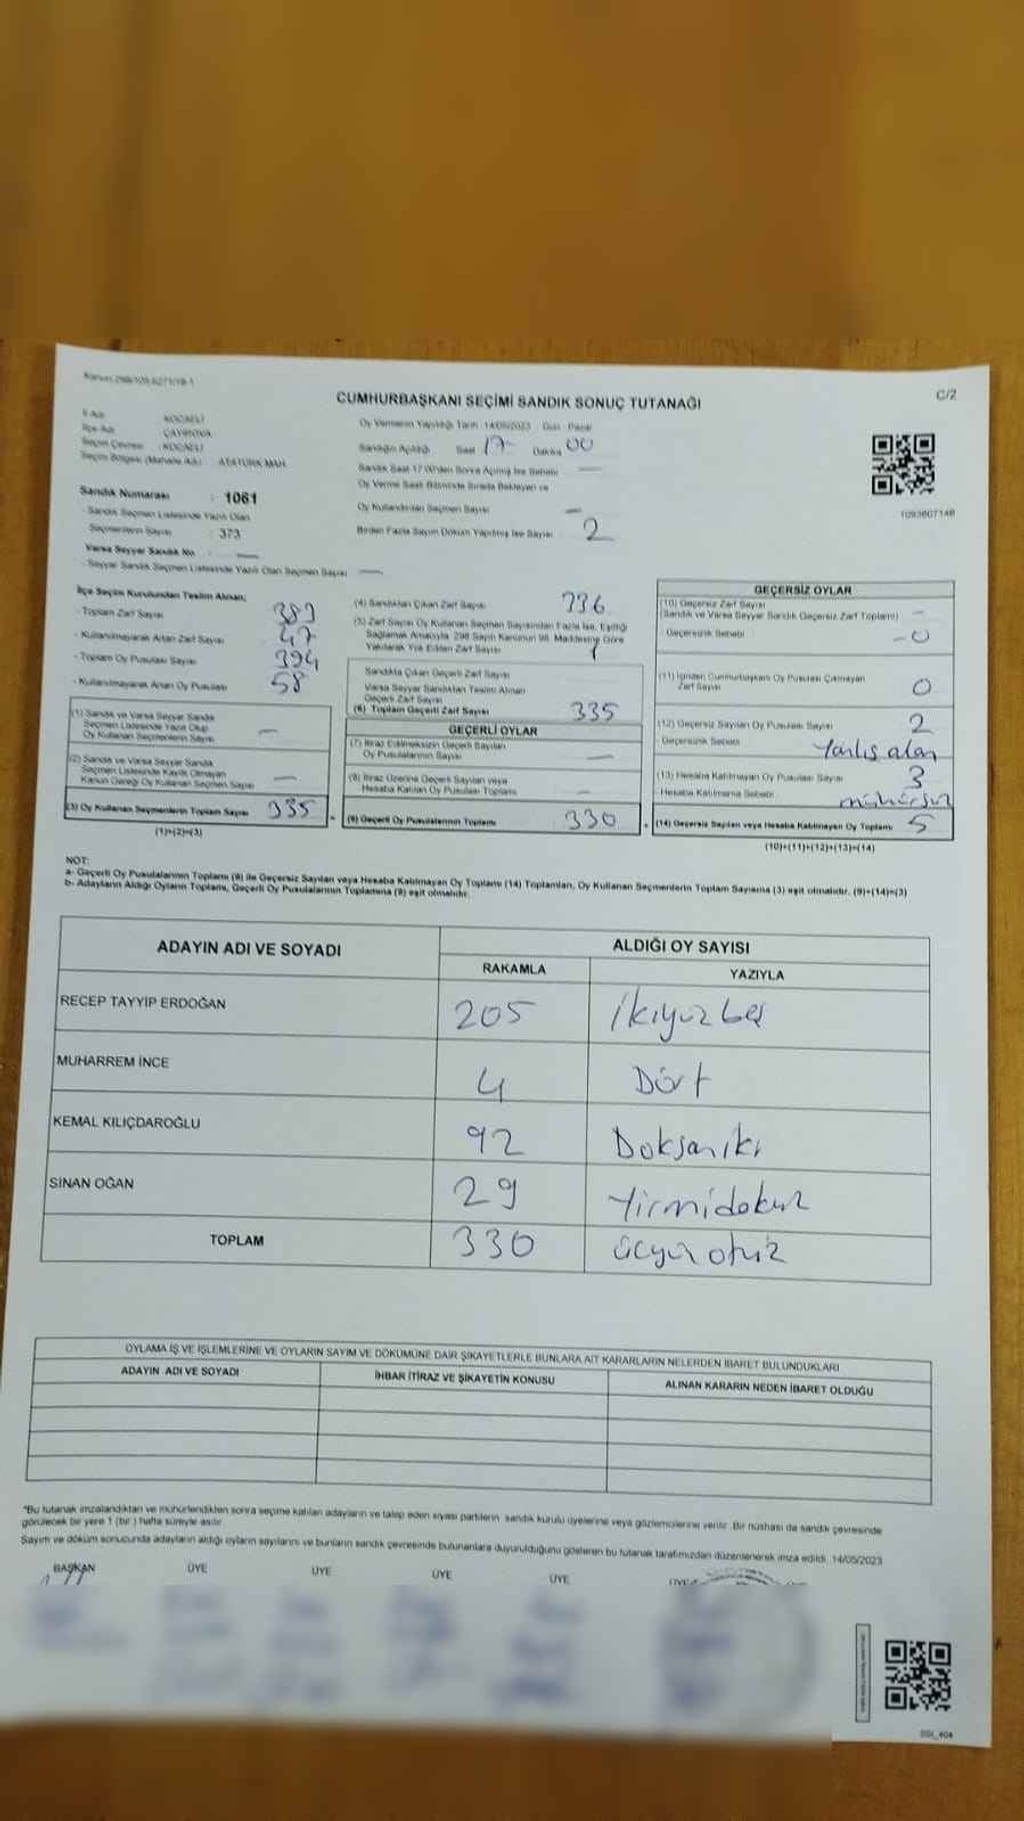 Kanun:298/105-6271/18-1
C/2
CUMHURBAŞKANI SEÇİMİ SANDIK SONUÇ TUTANAĞI
İl Adı : KOCAELİ
İlçe Adı : ÇAYIROVA
Seçim Çevresi : KOCAELİ
Seçim Bölgesi (Mahalle Adı) : ATATÜRK MAH.
Sandık Numarası : 1061
- Sandık Seçmen Listesinde Yazılı Olan
Seçmenlerin Sayısı : 373
Varsa Seyyar Sandık No : —
- Seyyar Sandık Seçmen Listesinde Yazılı Olan Seçmen Sayısı —
Oy Vermenin Yapıldığı Tarih :14/05/2023 Gün: Pazar
Sandığın Açıldığı Saat 17 Dakika 00
Sandık Saat 17.00'den Sonra Açılmış İse Sebebi —
Oy Verme Saati Bitiminde Sırada Bekleyen ve
Oy Kullandırılan Seçmen Sayısı —
Birden Fazla Sayım Döküm Yapılmış İse Sayısı 2
1093607146
İlçe Seçim Kurulundan Teslim Alınan;
- Toplam Zarf Sayısı 383
- Kullanılmayarak Artan Zarf Sayısı 47
- Toplam Oy Pusulası Sayısı 394
- Kullanılmayarak Artan Oy Pusulası 58
(1) Sandık ve Varsa Seyyar Sandık
Seçmen Listesinde Yazılı Olup
Oy Kullanan Seçmenlerin Sayısı —
(2) Sandık ve Varsa Seyyar Sandık
Seçmen Listesinde Kayıtlı Olmayan
Kanun Gereği Oy Kullanan Seçmen Sayısı —
(3) Oy Kullanan Seçmenlerin Toplam Sayısı 335
(1)+(2)=(3)
(4) Sandıktan Çıkan Zarf Sayısı 336
(5) Zarf Sayısı Oy Kullanan Seçmen Sayısından Fazla İse, Eşitliği
Sağlamak Amacıyla, 298 Sayılı Kanunun 98. Maddesine Göre
Yakılarak Yok Edilen Zarf Sayısı 1
Sandıkta Çıkan Geçerli Zarf Sayısı
Varsa Seyyar Sandıktan Teslim Alınan
Geçerli Zarf Sayısı
(6) Toplam Geçerli Zarf Sayısı 335
GEÇERLİ OYLAR
(7) İtiraz Edilmeksizin Geçerli Sayılan
Oy Pusulalarının Sayısı —
(8) İtiraz Üzerine Geçerli Sayılan veya
Hesaba Katılan Oy Pusulası Toplamı —
(9) Geçerli Oy Pusulalarının Toplamı 330
GEÇERSİZ OYLAR
(10) Geçersiz Zarf Sayısı
(Sandık ve Varsa Seyyar Sandık Geçersiz Zarf Toplamı) —
- Geçersizlik Sebebi -0
(11) İçinden Cumhurbaşkanı Oy Pusulası Çıkmayan
Zarf Sayısı 0
(12) Geçersiz Sayılan Oy Pusulası Sayısı 2
- Geçersizlik Sebebi Yanlış alan
(13) Hesaba Katılmayan Oy Pusulası Sayısı 3
- Hesaba Katılmama Sebebi mühürsüz
(14) Geçersiz Sayılan veya Hesaba Katılmayan Oy Toplamı 5
(10)+(11)+(12)+(13)=(14)
NOT:
a- Geçerli Oy Pusulalarının Toplamı (9) ile Geçersiz Sayılan veya Hesaba Katılmayan Oy Toplamı (14) Toplamları, Oy Kullanan Seçmenlerin Toplam Sayısına (3) eşit olmalıdır. (9)+(14)=(3)
b- Adayların Aldığı Oyların Toplamı, Geçerli Oy Pusulalarının Toplamına (9) eşit olmalıdır.
ADAYIN ADI VE SOYADI
ALDIĞI OY SAYISI
RAKAMLA YAZIYLA
RECEP TAYYİP ERDOĞAN 205 ikiyüzbeş
MUHARREM İNCE 4 Dört
KEMAL KILIÇDAROĞLU 92 Doksaniki
SİNAN OĞAN 29 Yirmidokuz
TOPLAM 330 üçyüzotuz
OYLAMA İŞ VE İŞLEMLERİNE VE OYLARIN SAYIM VE DÖKÜMÜNE DAİR ŞİKAYETLERLE BUNLARA AİT KARARLARIN NELERDEN İBARET BULUNDUKLARI
ADAYIN ADI VE SOYADI İHBAR İTİRAZ VE ŞİKAYETİN KONUSU ALINAN KARARIN NEDEN İBARET OLDUĞU
*Bu tutanak imzalandıktan ve mühürlendikten sonra seçime katılan adayların ve talep eden siyasi partilerin sandık kurulu üyelerine veya gözlemcilerine verilir. Bir nüshası da sandık çevresinde
görülecek bir yere 1 (bir ) hafta süreyle asılır.
Sayım ve döküm sonucunda adayların aldığı oyların sayılarını ve bunların sandık çevresinde bulunanlara duyurulduğunu gösteren bu tutanak tarafımızdan düzenlenerek imza edildi. 14/05/2023
BAŞKAN ÜYE ÜYE ÜYE ÜYE ÜYE